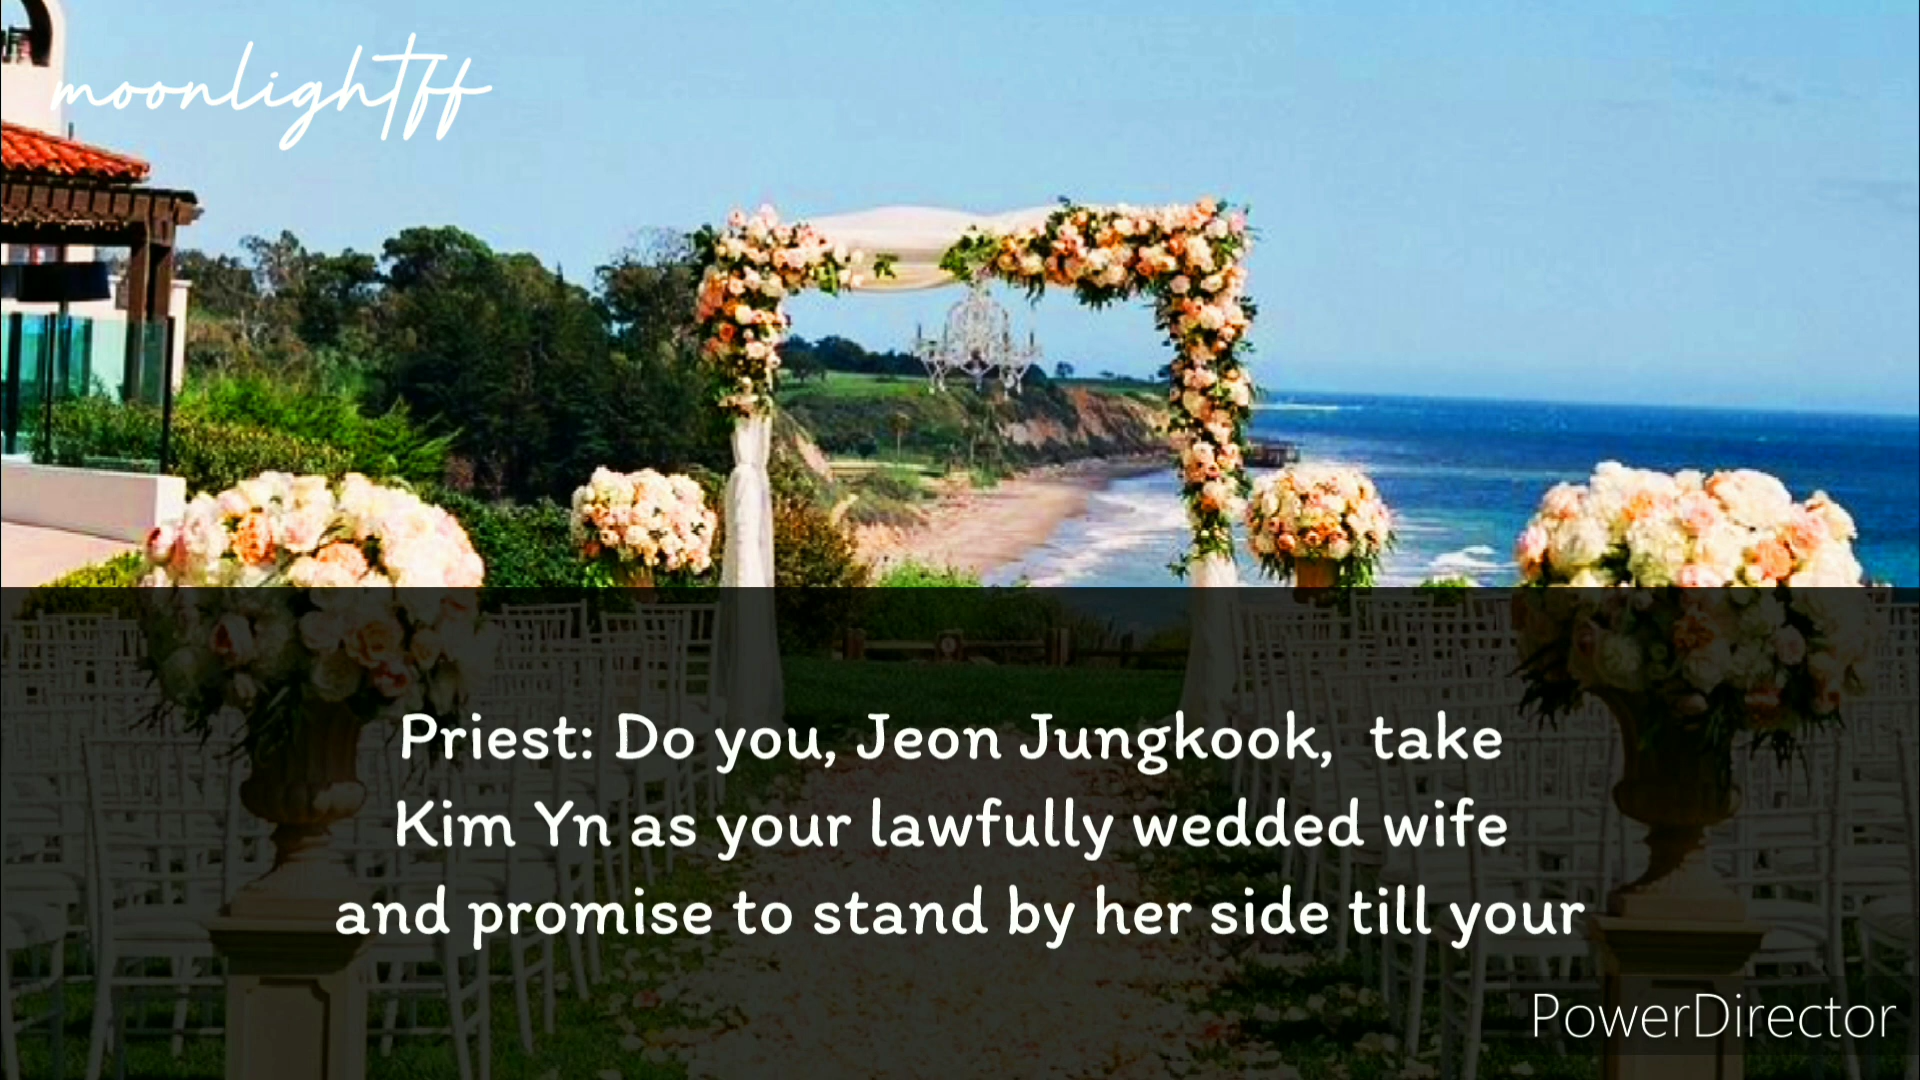 moonlightff
Priest: Do you, Jeon Jungkook, take
Kim Yn as your lawfully wedded wife
and promise to stand by her side till your
PowerDirector